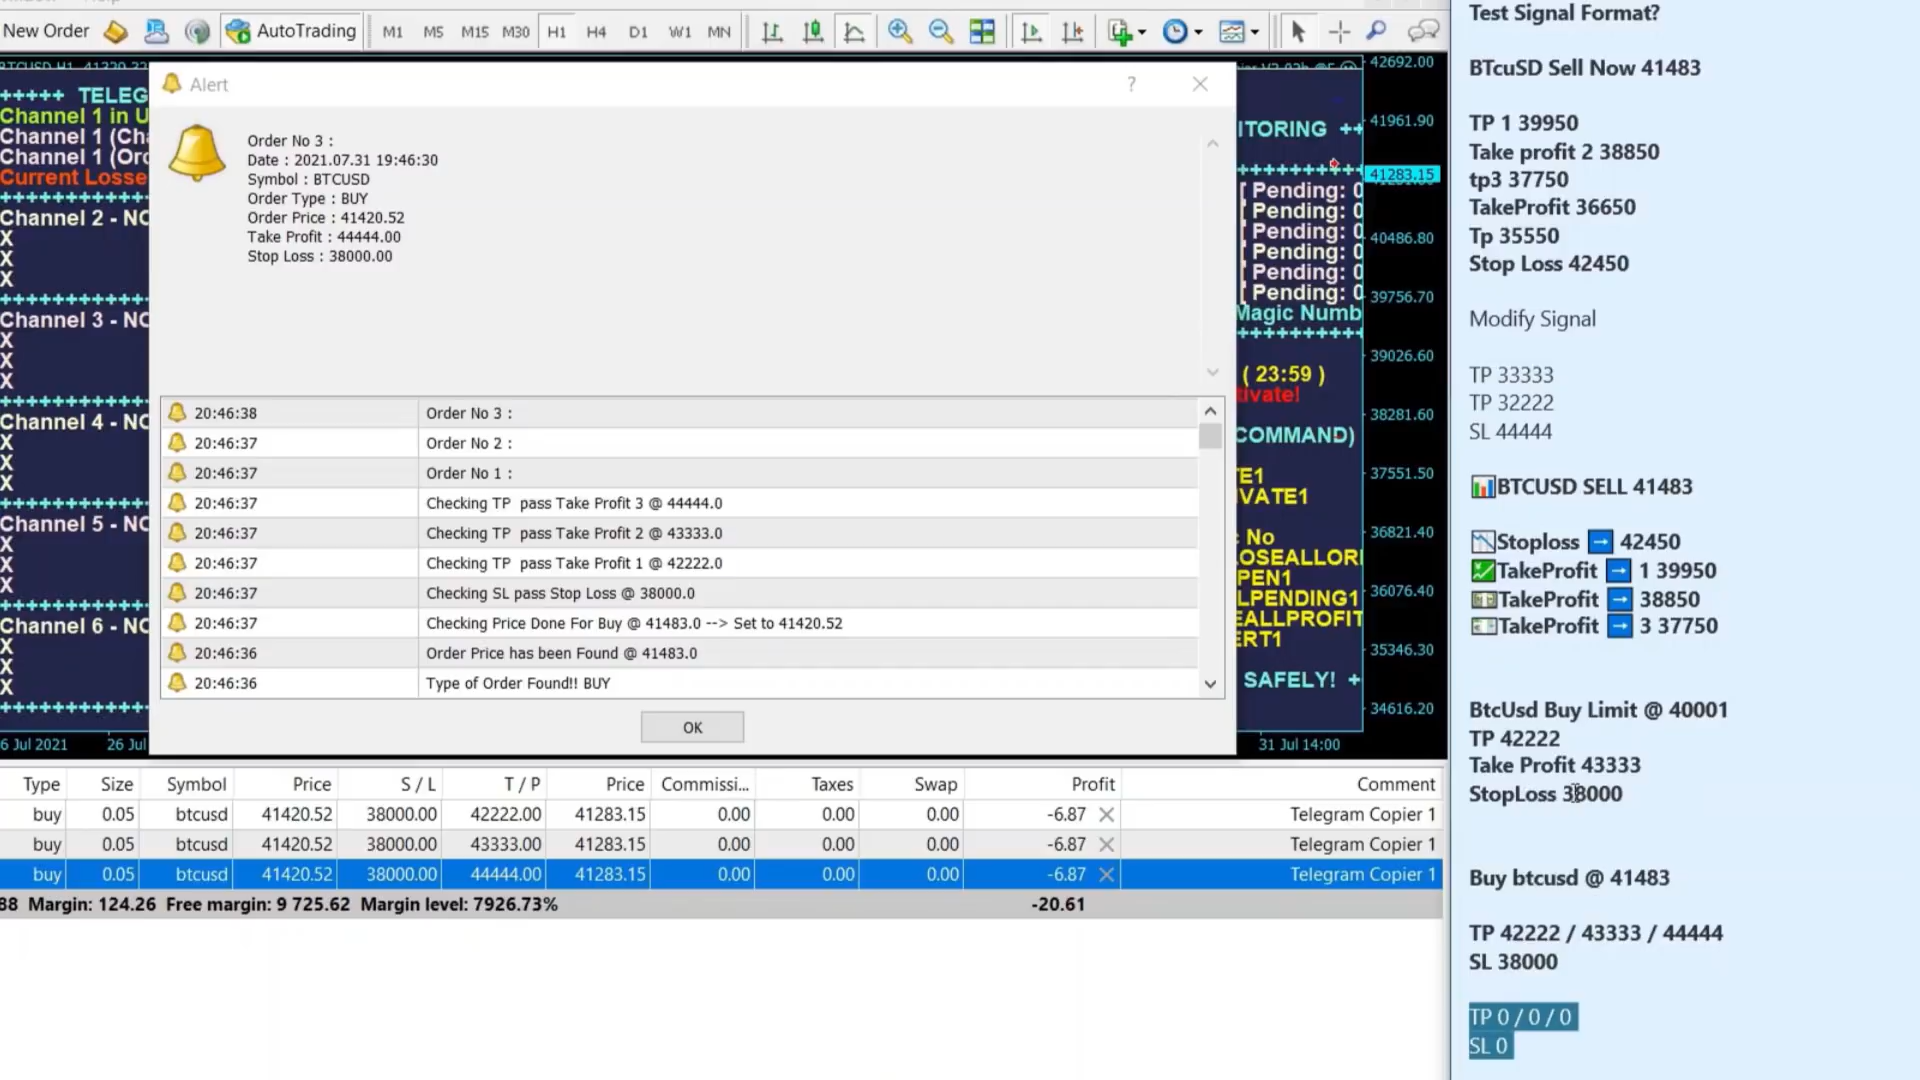 New Order AutoTrading M1 M5 M15 M30 H1 H4 D1 W1 MN
Alert
?
Order No 3 :
Date : 2021.07.31 19:46:30
Symbol : BTCUSD
Order Type : BUY
Order Price : 41420.52
Take Profit : 44444.00
Stop Loss : 38000.00
20:46:38 Order No 3 :
20:46:37 Order No 2 :
20:46:37 Order No 1 :
20:46:37 Checking TP pass Take Profit 3 @ 44444.0
20:46:37 Checking TP pass Take Profit 2 @ 43333.0
20:46:37 Checking TP pass Take Profit 1 @ 42222.0
20:46:37 Checking SL pass Stop Loss @ 38000.0
20:46:37 Checking Price Done For Buy @ 41483.0 --> Set to 41420.52
20:46:36 Order Price has been Found @ 41483.0
20:46:36 Type of Order Found!! BUY
OK
+++++ TELEG
Channel 1 in U
Channel 1 (Cha
Channel 1 (Orc
Current Losse
++++++++++++++
Channel 2 - NO
X
X
X
++++++++++++++
Channel 3 - NO
X
X
X
++++++++++++++
Channel 4 - NO
X
X
X
++++++++++++++
Channel 5 - NO
X
X
X
++++++++++++++
Channel 6 - NO
X
X
X
++++++++++++++
ITORING ++
++++++++++++
[ Pending: 0
[ Pending: 0
[ Pending: 0
[ Pending: 0
[ Pending: 0
[ Pending: 0
Magic Numb
++++++++++++
( 23:59 )
tivate!
COMMAND)
TE1
VATE1
: No
OSEALLORI
PEN1
LPENDING1
EALLPROFIT
ERT1
SAFELY! +
42692.00
41961.90
41283.15
40486.80
39756.70
39026.60
38281.60
37551.50
36821.40
36076.40
35346.30
34616.20
6 Jul 2021 26 Jul 31 Jul 14:00
Type Size Symbol Price S / L T / P Price Commissi... Taxes Swap Profit Comment
buy 0.05 btcusd 41420.52 38000.00 42222.00 41283.15 0.00 0.00 0.00 -6.87 Telegram Copier 1
buy 0.05 btcusd 41420.52 38000.00 43333.00 41283.15 0.00 0.00 0.00 -6.87 Telegram Copier 1
buy 0.05 btcusd 41420.52 38000.00 44444.00 41283.15 0.00 0.00 0.00 -6.87 Telegram Copier 1
88 Margin: 124.26 Free margin: 9 725.62 Margin level: 7926.73% -20.61
Test Signal Format?
BTcuSD Sell Now 41483
TP 1 39950
Take profit 2 38850
tp3 37750
TakeProfit 36650
Tp 35550
Stop Loss 42450
Modify Signal
TP 33333
TP 32222
SL 44444
📊BTCUSD SELL 41483
📉Stoploss ➡ 42450
💹TakeProfit ➡ 1 39950
💵TakeProfit ➡ 38850
💶TakeProfit ➡ 3 37750
BtcUsd Buy Limit @ 40001
TP 42222
Take Profit 43333
StopLoss 38000
Buy btcusd @ 41483
TP 42222 / 43333 / 44444
SL 38000
TP 0 / 0 / 0
SL 0